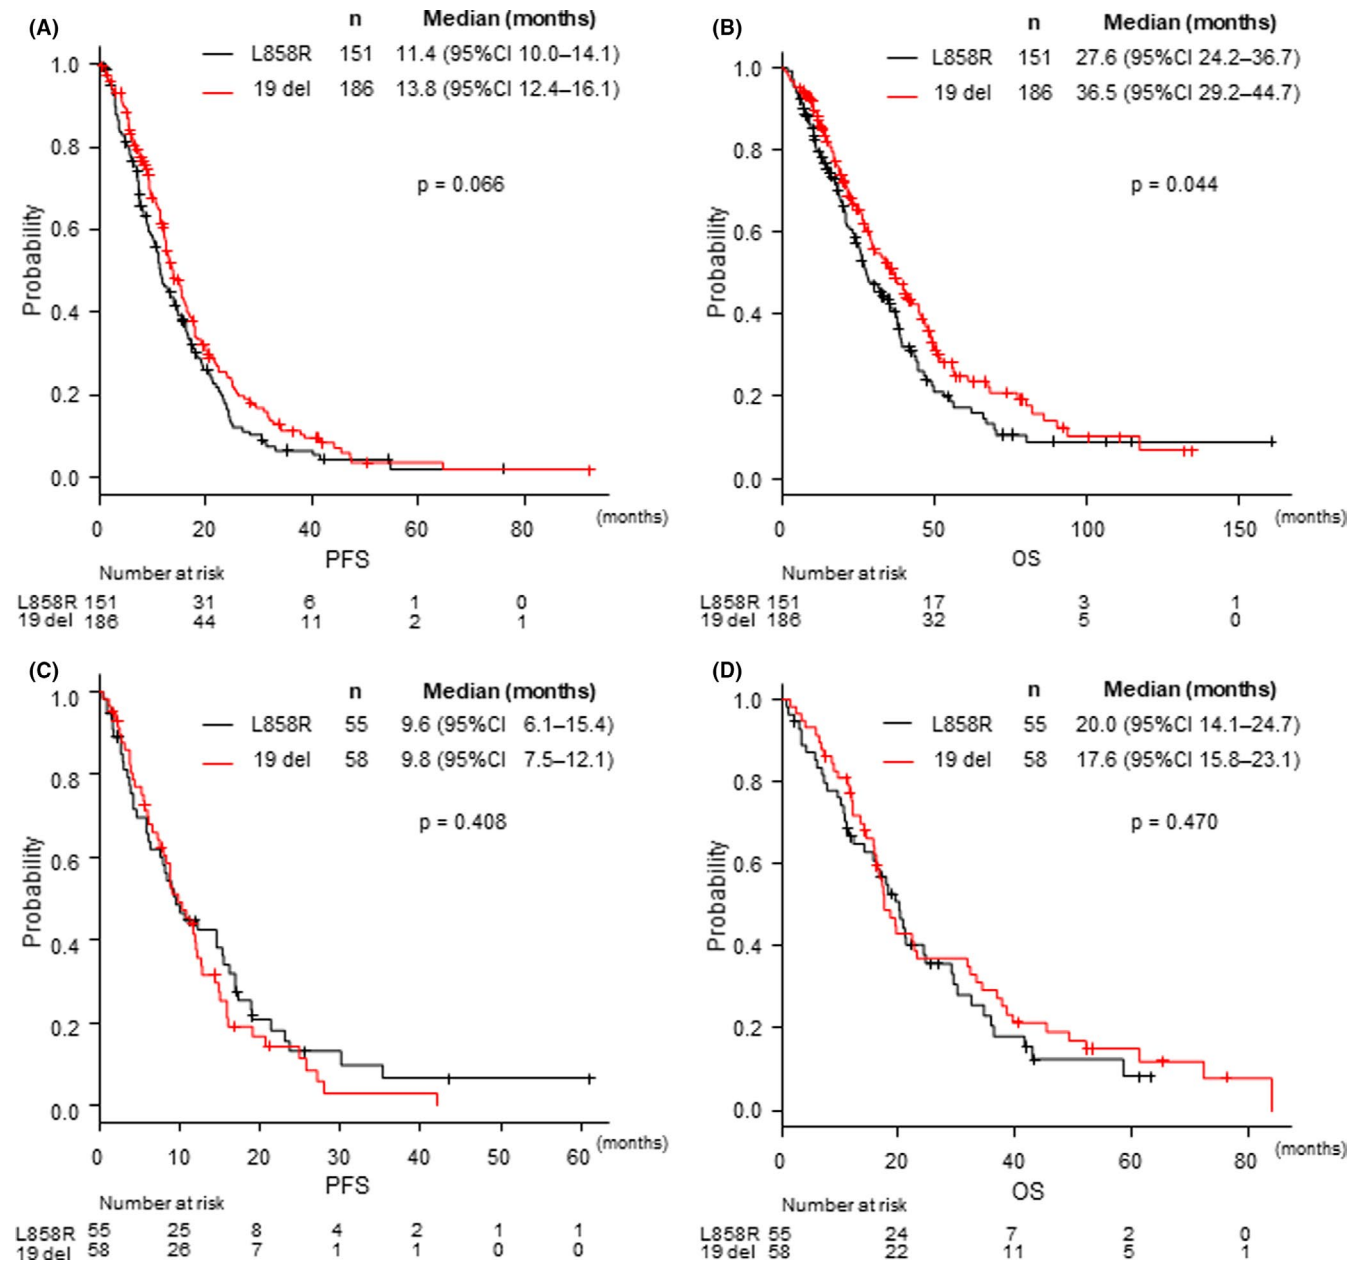 (A)
n Median (months)
L858R 151 11.4 (95%CI 10.0–14.1)
19 del 186 13.8 (95%CI 12.4–16.1)
p = 0.066
Probability
1.0
0.8
0.6
0.4
0.2
0.0
0 20 40 60 80 (months)
PFS
Number at risk
L858R 151 31 6 1 0
19 del 186 44 11 2 1
(B)
n Median (months)
L858R 151 27.6 (95%CI 24.2–36.7)
19 del 186 36.5 (95%CI 29.2–44.7)
p = 0.044
Probability
1.0
0.8
0.6
0.4
0.2
0.0
0 50 100 150 (months)
OS
Number at risk
L858R 151 17 3 1
19 del 186 32 5 0
(C)
n Median (months)
L858R 55 9.6 (95%CI 6.1–15.4)
19 del 58 9.8 (95%CI 7.5–12.1)
p = 0.408
Probability
1.0
0.8
0.6
0.4
0.2
0.0
0 10 20 30 40 50 60 (months)
PFS
Number at risk
L858R 55 25 8 4 2 1 1
19 del 58 26 7 1 1 0 0
(D)
n Median (months)
L858R 55 20.0 (95%CI 14.1–24.7)
19 del 58 17.6 (95%CI 15.8–23.1)
p = 0.470
Probability
1.0
0.8
0.6
0.4
0.2
0.0
0 20 40 60 80 (months)
OS
Number at risk
L858R 55 24 7 2 0
19 del 58 22 11 5 1